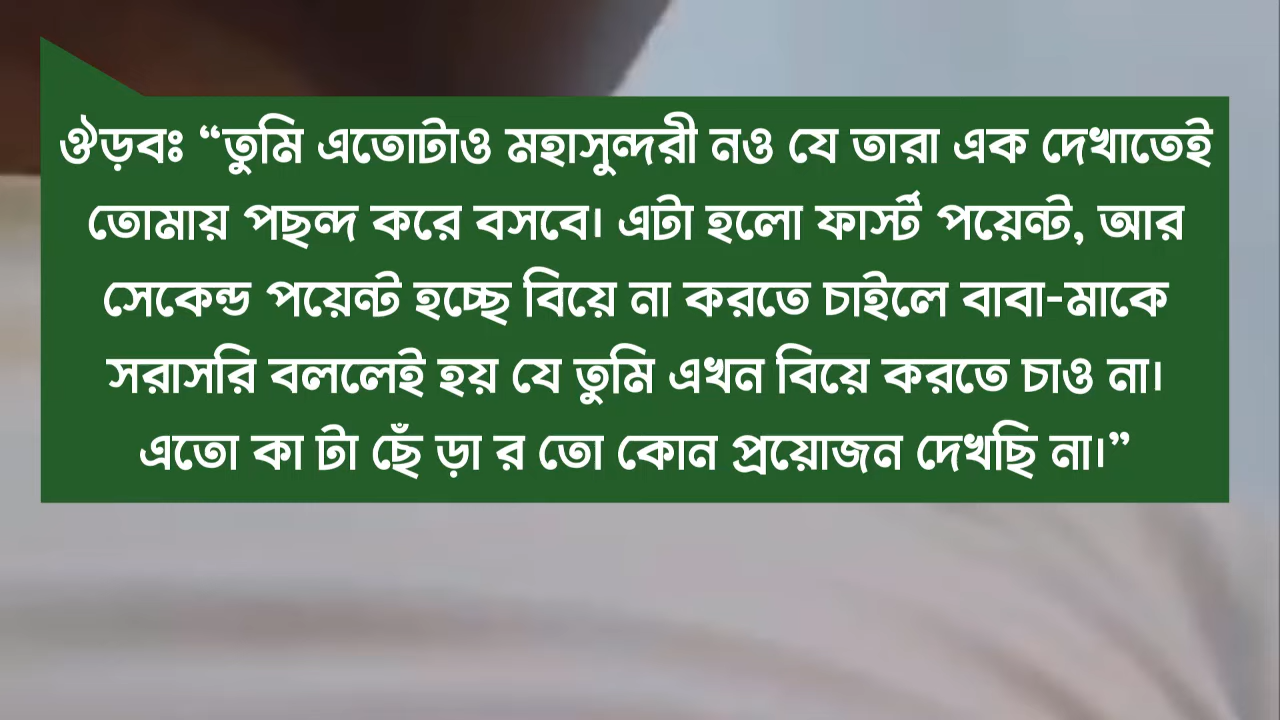 ঔড়বঃ “তুমি এতোটাও মহাসুন্দরী নও যে তারা এক দেখাতেই
তোমায় পছন্দ করে বসবে। এটা হলো ফার্স্ট পয়েন্ট, আর
সেকেন্ড পয়েন্ট হচ্ছে বিয়ে না করতে চাইলে বাবা-মাকে
সরাসরি বললেই হয় যে তুমি এখন বিয়ে করতে চাও না।
এতো কা টা ছেঁ ড়া র তো কোন প্রয়োজন দেখছি না।”